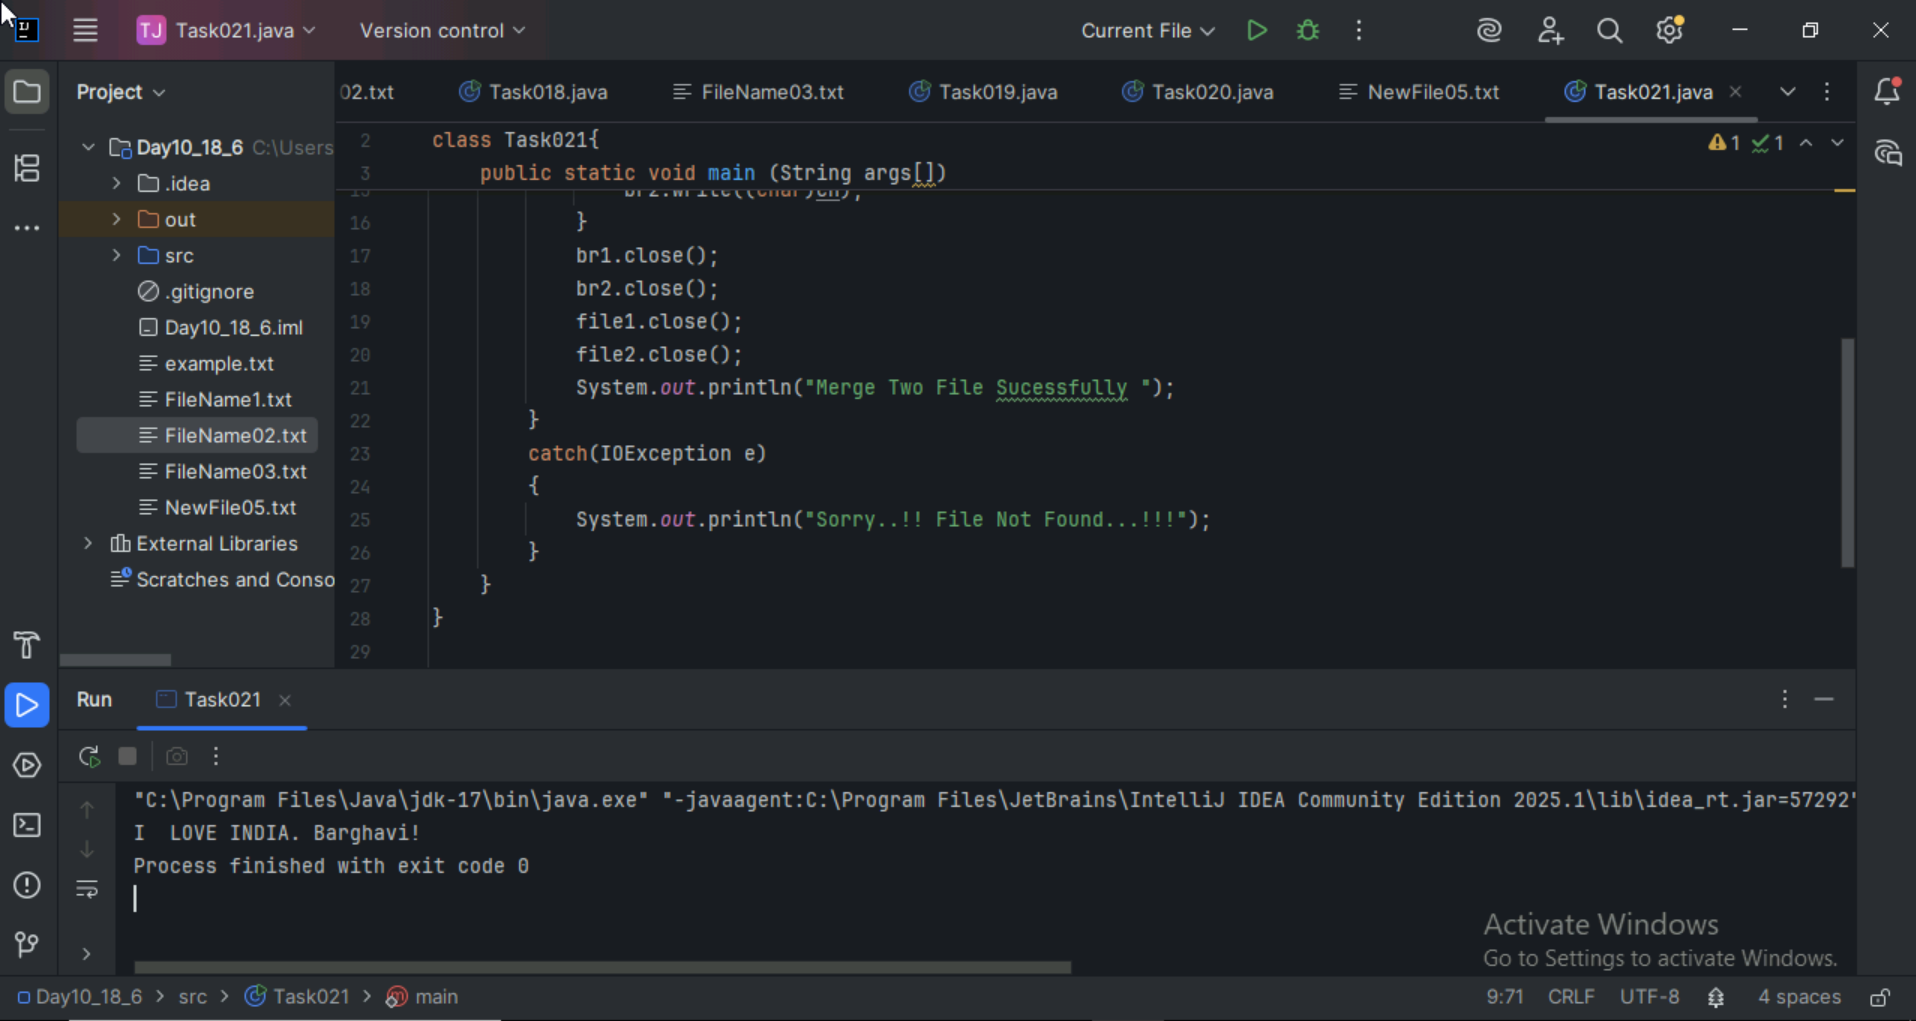 TJ Task021.java Version control Current File
Project
02.txt Task018.java FileName03.txt Task019.java Task020.java NewFile05.txt Task021.java
Day10_18_6 C:\Users
.idea
out
src
.gitignore
Day10_18_6.iml
example.txt
FileName1.txt
FileName02.txt
FileName03.txt
NewFile05.txt
External Libraries
Scratches and Conso
2 class Task021{
1 1
3 public static void main (String args[])
16 }
17 br1.close();
18 br2.close();
19 file1.close();
20 file2.close();
21 System.out.println("Merge Two File Sucessfully ");
22 }
23 catch(IOException e)
24 {
25 System.out.println("Sorry..!! File Not Found...!!!");
26 }
27 }
28 }
29
Run Task021
"C:\Program Files\Java\jdk-17\bin\java.exe" "-javaagent:C:\Program Files\JetBrains\IntelliJ IDEA Community Edition 2025.1\lib\idea_rt.jar=57292"
I  LOVE INDIA. Barghavi!
Process finished with exit code 0
Activate Windows
Go to Settings to activate Windows.
Day10_18_6 > src > Task021 > main 9:71 CRLF UTF-8 4 spaces